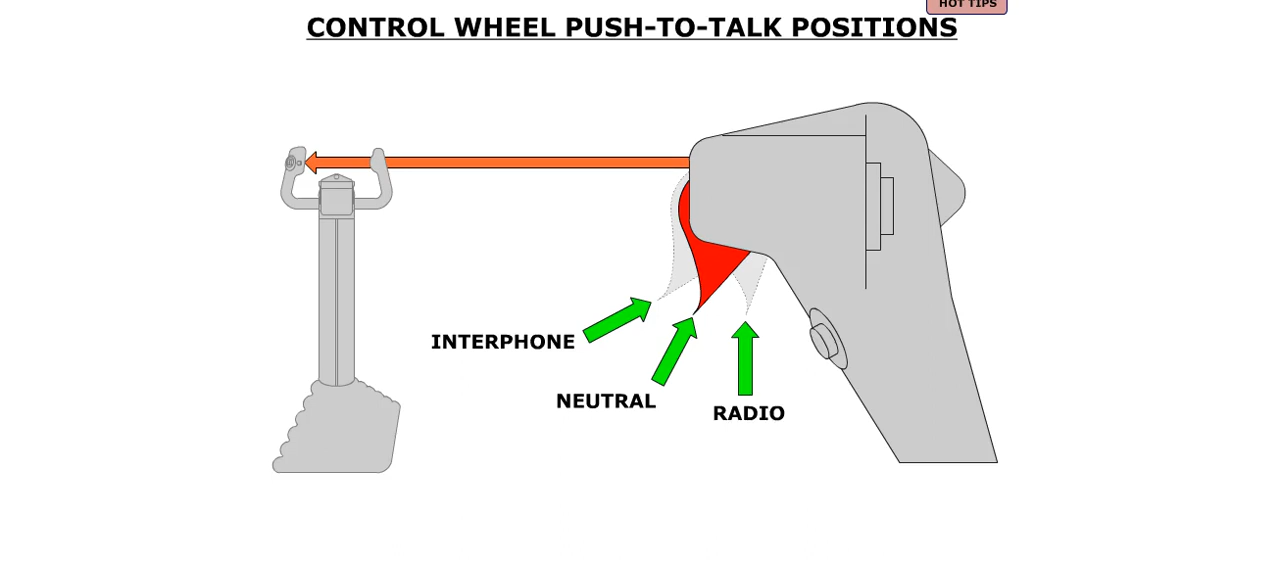 HOT TIPS
CONTROL WHEEL PUSH-TO-TALK POSITIONS
INTERPHONE
NEUTRAL
RADIO